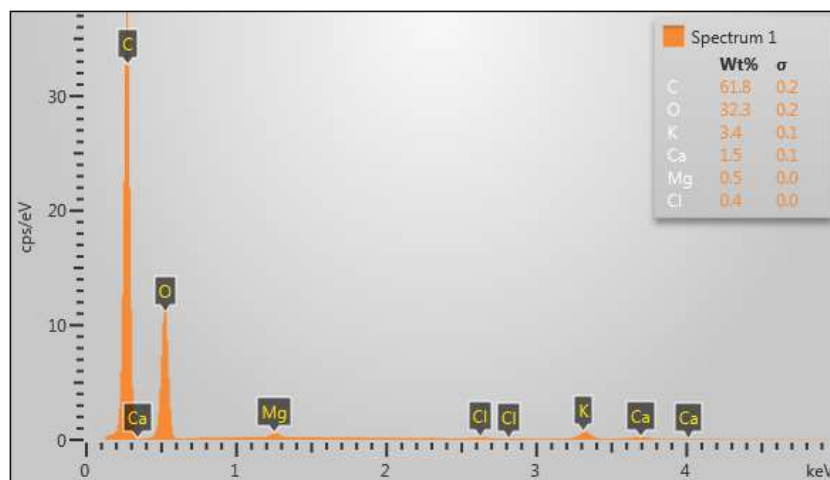 Spectrum 1
Wt% σ
C 61.8 0.2
O 32.3 0.2
K 3.4 0.1
Ca 1.5 0.1
Mg 0.5 0.0
Cl 0.4 0.0
C
O
Ca
Mg
Cl
Cl
K
Ca
Ca
cps/eV
30
20
10
0
0 1 2 3 4 keV